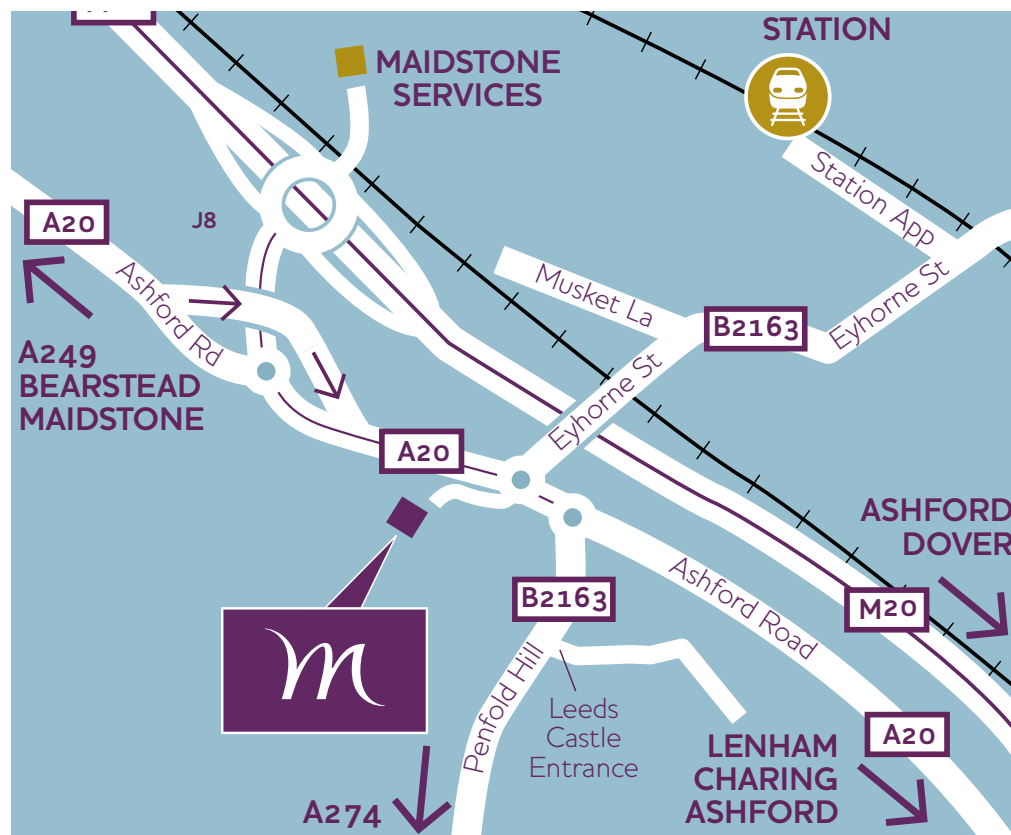 STATION
MAIDSTONE
SERVICES
Station App
A20
J8
Musket La
Eyhorne St
B2163
Ashford Rd
A249
BEARSTEAD
MAIDSTONE
Eyhorne St
A20
ASHFORD
DOVER
Ashford Road
B2163
M20
m
Penfold Hill
Leeds
Castle
Entrance
A20
LENHAM
CHARING
ASHFORD
A274